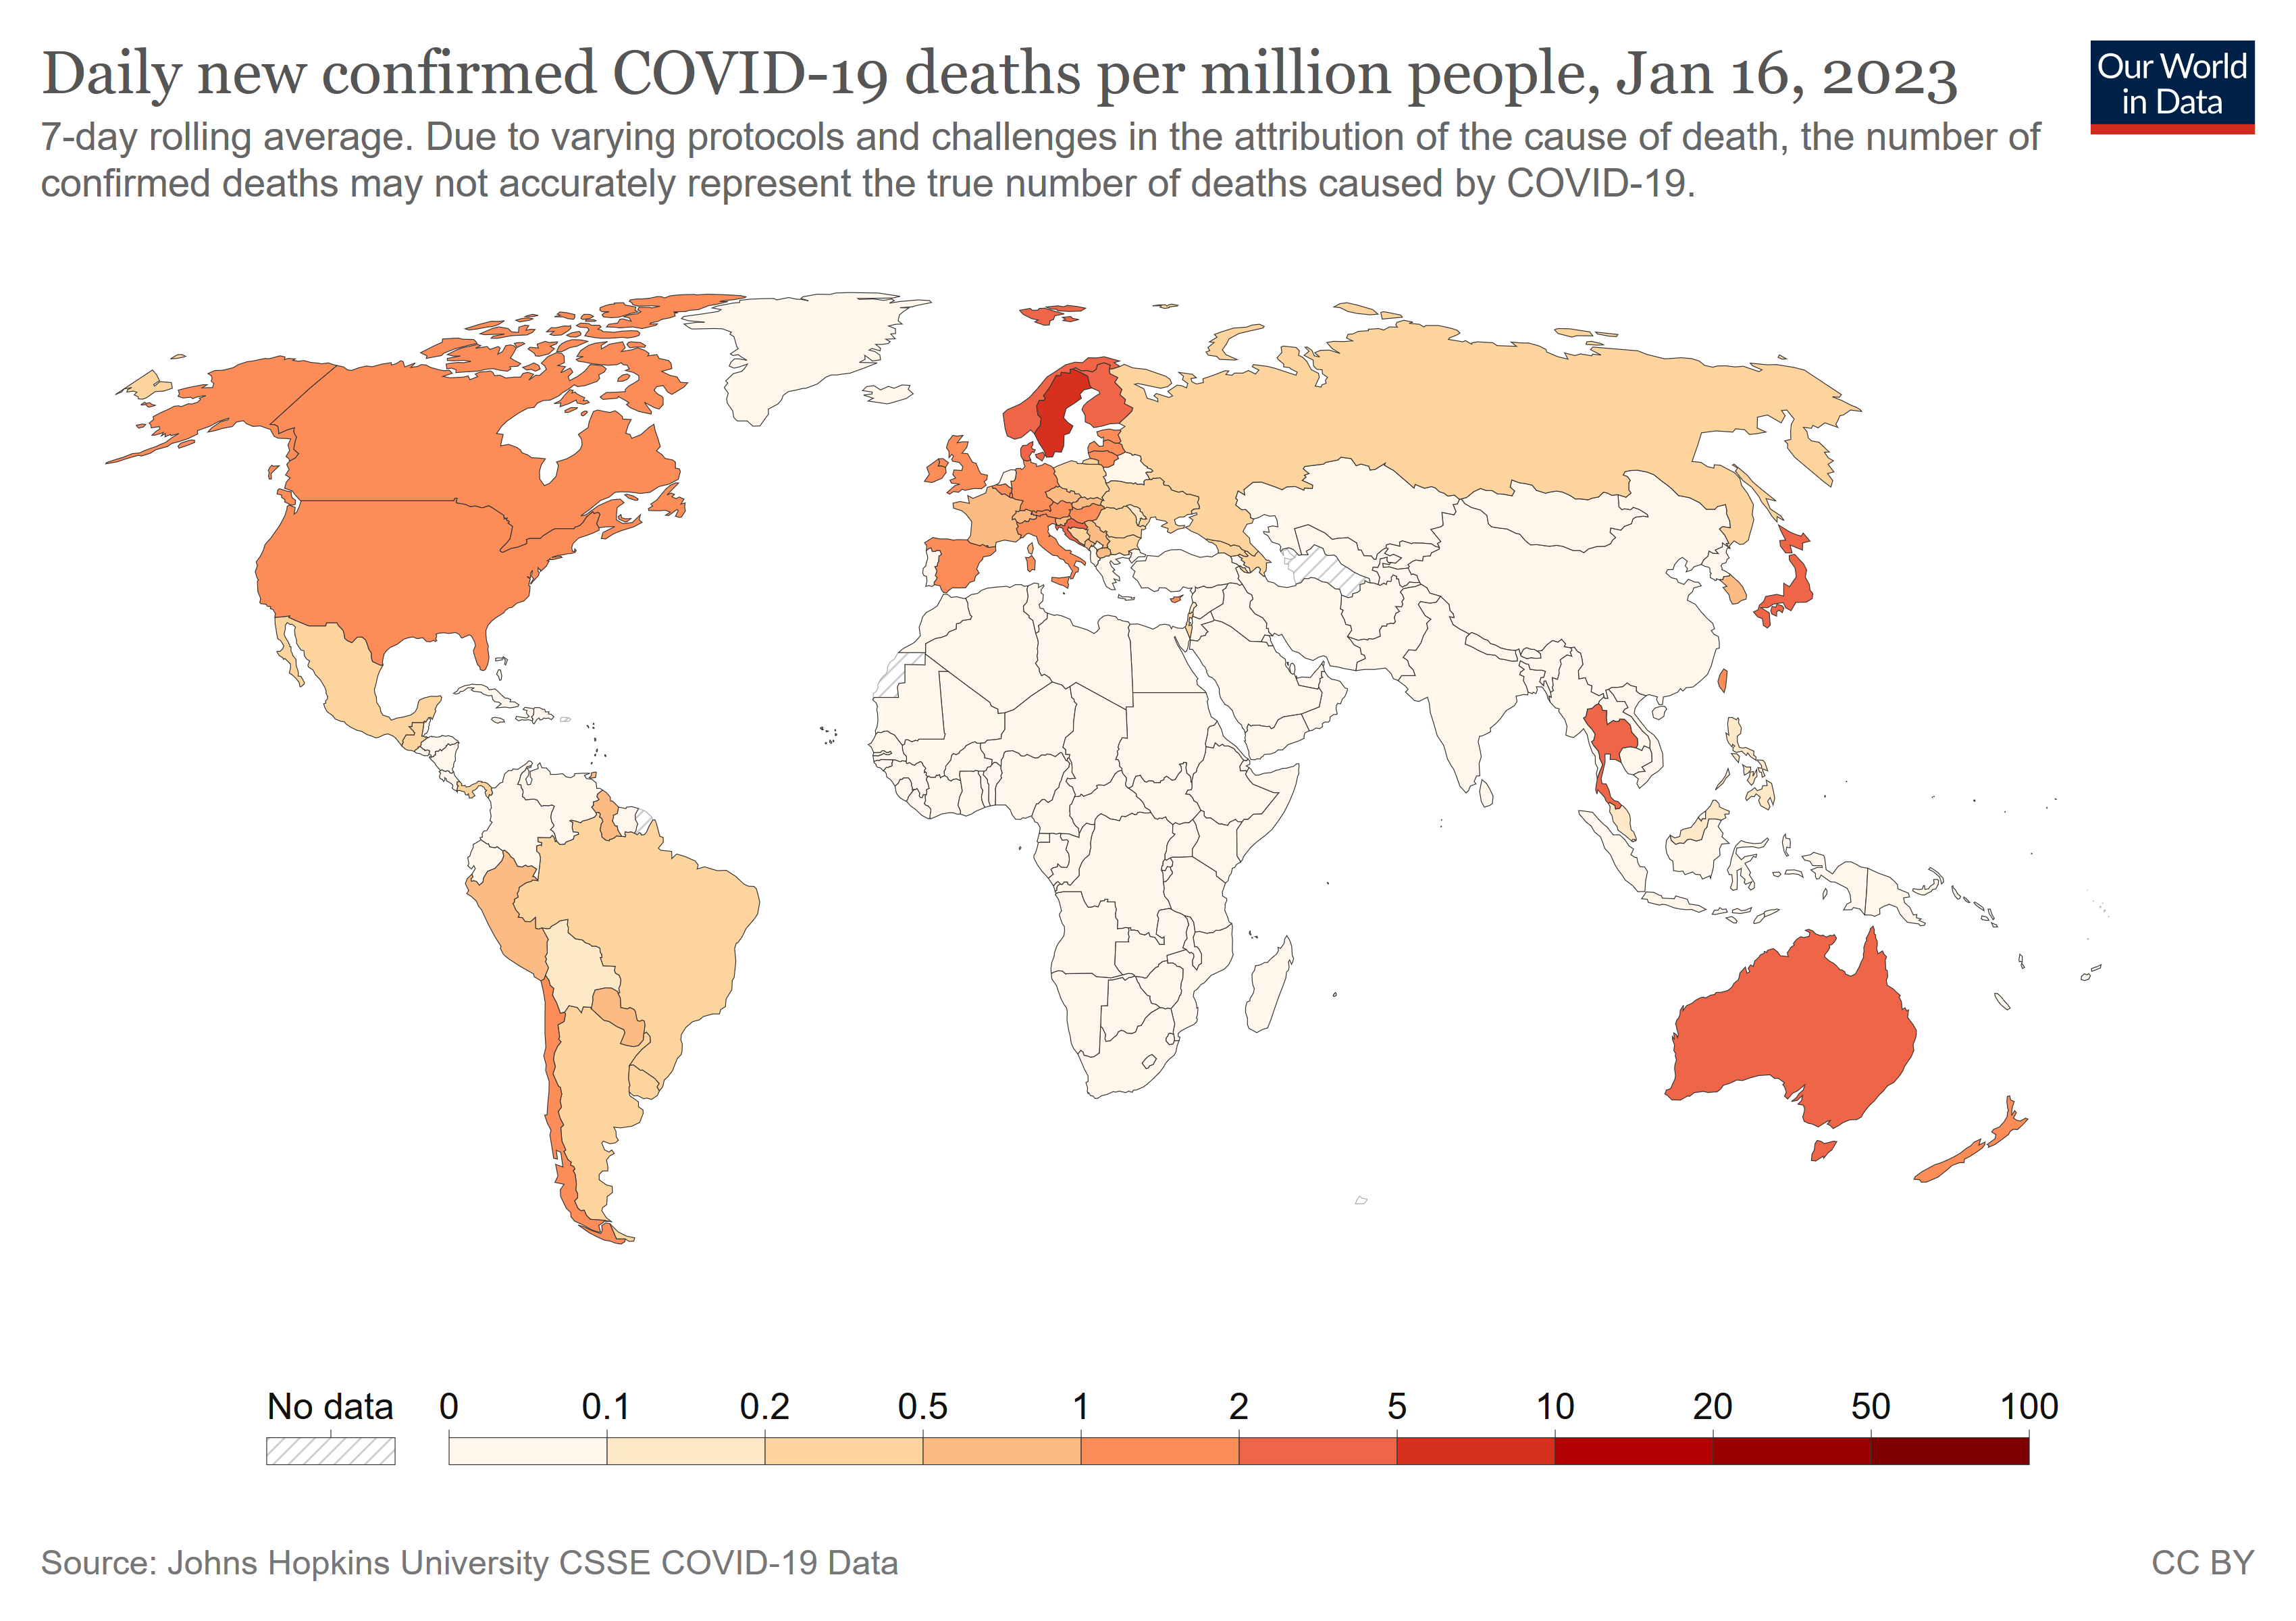 Daily new confirmed COVID-19 deaths per million people, Jan 16, 2023
Our World
in Data
7-day rolling average. Due to varying protocols and challenges in the attribution of the cause of death, the number of
confirmed deaths may not accurately represent the true number of deaths caused by COVID-19.
No data 0 0.1 0.2 0.5 1 2 5 10 20 50 100
Source: Johns Hopkins University CSSE COVID-19 Data CC BY